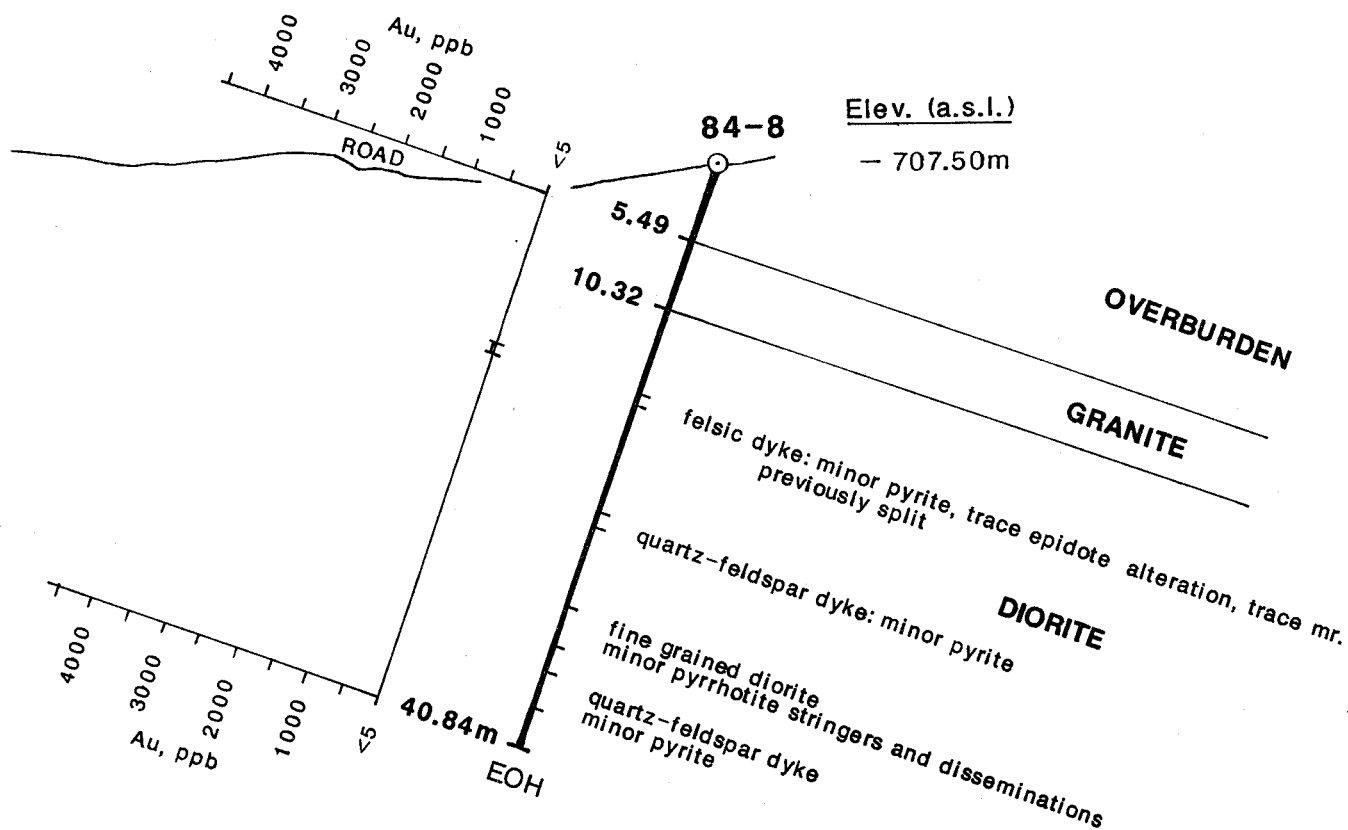 Au, ppb
4000
3000
2000
1000
<5
ROAD
84-8
Elev. (a.s.l.)
— 707.50m
5.49
10.32
OVERBURDEN
GRANITE
felsic dyke: minor pyrite, trace epidote alteration, trace mr.
previously split
DIORITE
quartz-feldspar dyke: minor pyrite
fine grained diorite
minor pyrrhotite stringers and disseminations
quartz-feldspar dyke
minor pyrite
40.84m
EOH
4000
3000
2000
1000
<5
Au, ppb